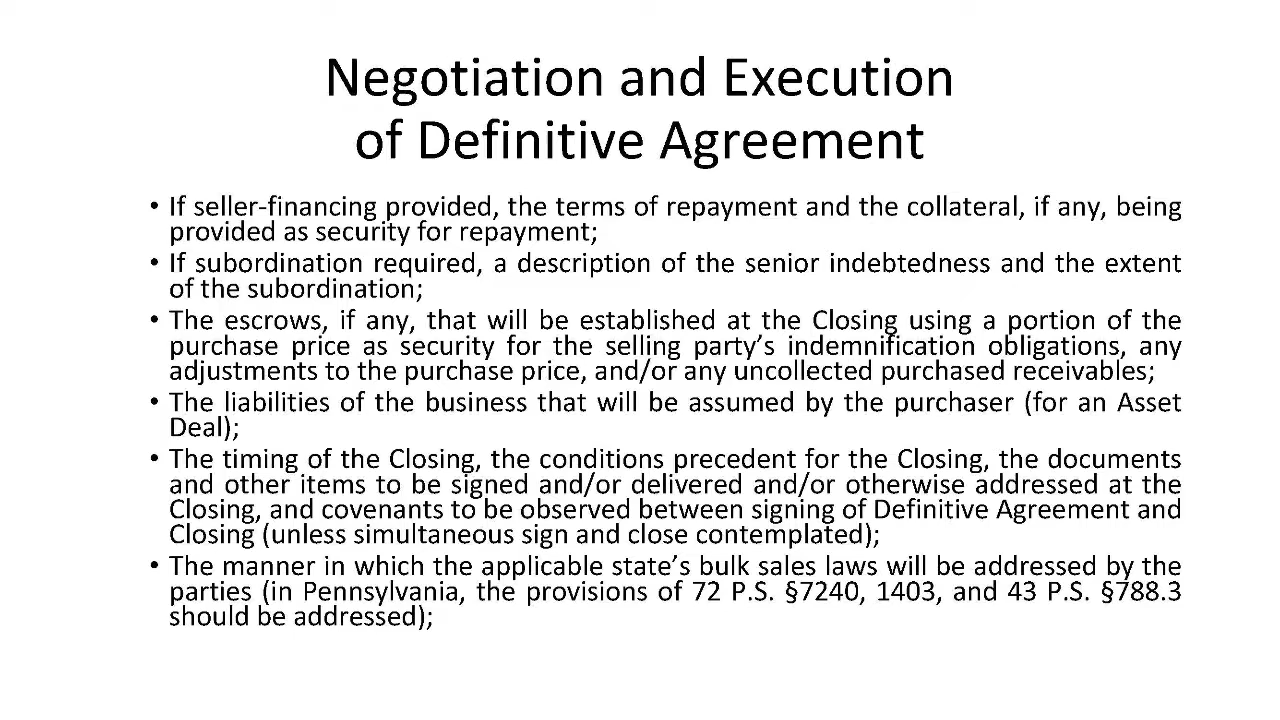 Negotiation and Execution
of Definitive Agreement
• If seller-financing provided, the terms of repayment and the collateral, if any, being
provided as security for repayment;
• If subordination required, a description of the senior indebtedness and the extent
of the subordination;
• The escrows, if any, that will be established at the Closing using a portion of the
purchase price as security for the selling party’s indemnification obligations, any
adjustments to the purchase price, and/or any uncollected purchased receivables;
• The liabilities of the business that will be assumed by the purchaser (for an Asset
Deal);
• The timing of the Closing, the conditions precedent for the Closing, the documents
and other items to be signed and/or delivered and/or otherwise addressed at the
Closing, and covenants to be observed between signing of Definitive Agreement and
Closing (unless simultaneous sign and close contemplated);
• The manner in which the applicable state’s bulk sales laws will be addressed by the
parties (in Pennsylvania, the provisions of 72 P.S. §7240, 1403, and 43 P.S. §788.3
should be addressed);